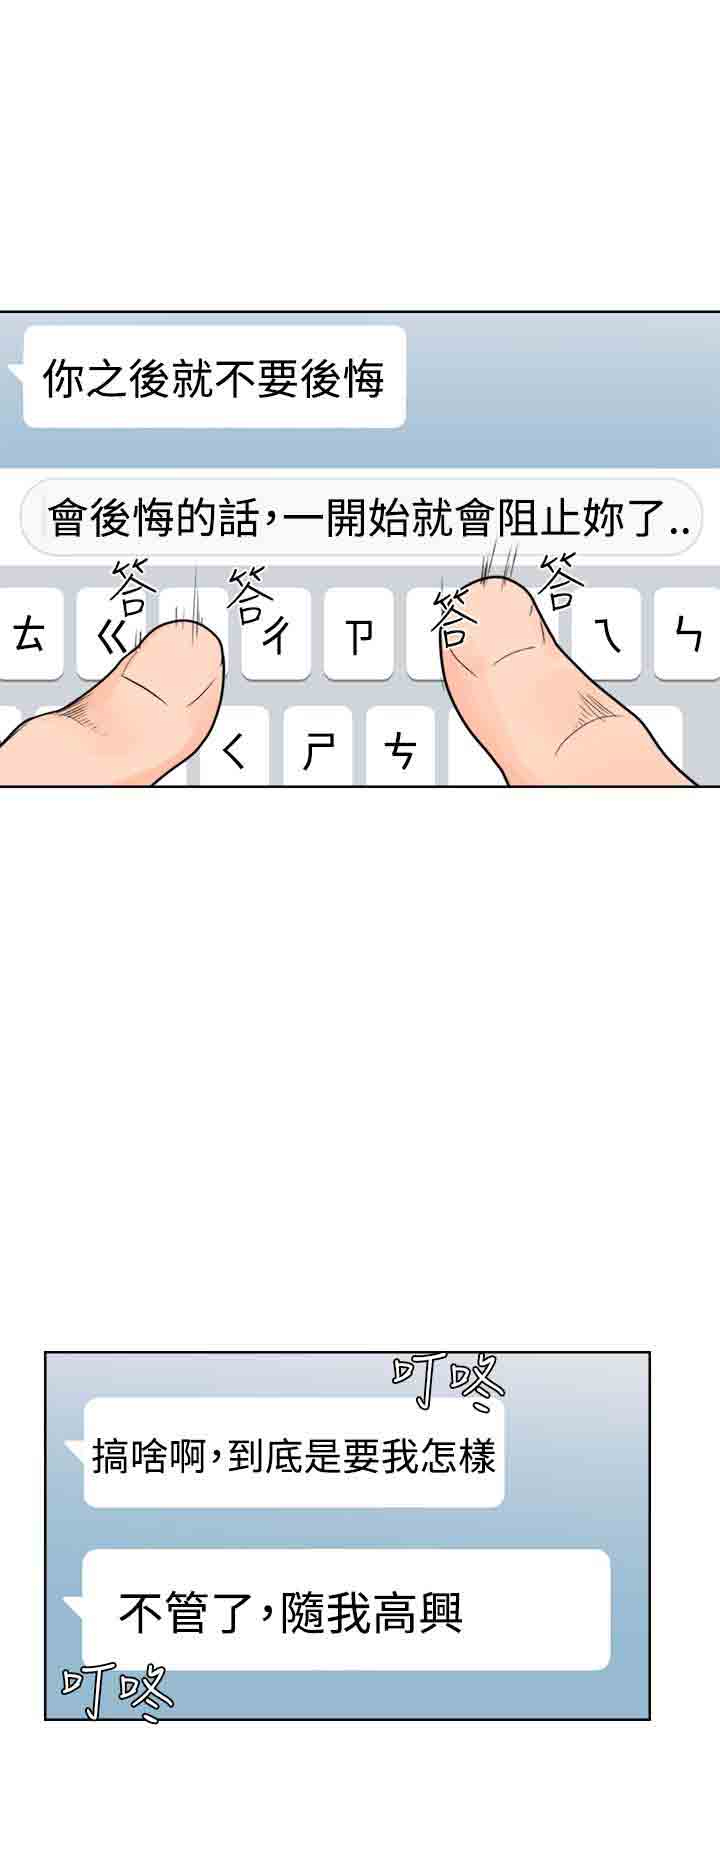 你之後就不要後悔
會後悔的話，一開始就會阻止妳了..
答 答 答 答
ㄊ ㄍ ㄔ ㄗ ㄟ ㄣ
ㄑ ㄕ ㄘ
叮咚
搞啥啊，到底是要我怎樣
不管了，隨我高興
叮咚